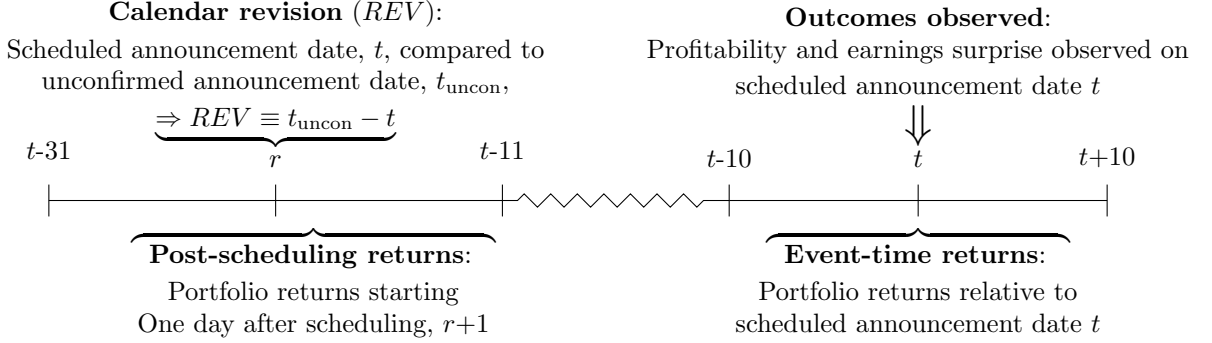 Calendar revision (REV):
Scheduled announcement date, t, compared to
unconfirmed announcement date, t_uncon,
⇒ REV ≡ t_uncon − t
Outcomes observed:
Profitability and earnings surprise observed on
scheduled announcement date t
t-31
r
t-11
t-10
t
t+10
Post-scheduling returns:
Portfolio returns starting
One day after scheduling, r+1
Event-time returns:
Portfolio returns relative to
scheduled announcement date t